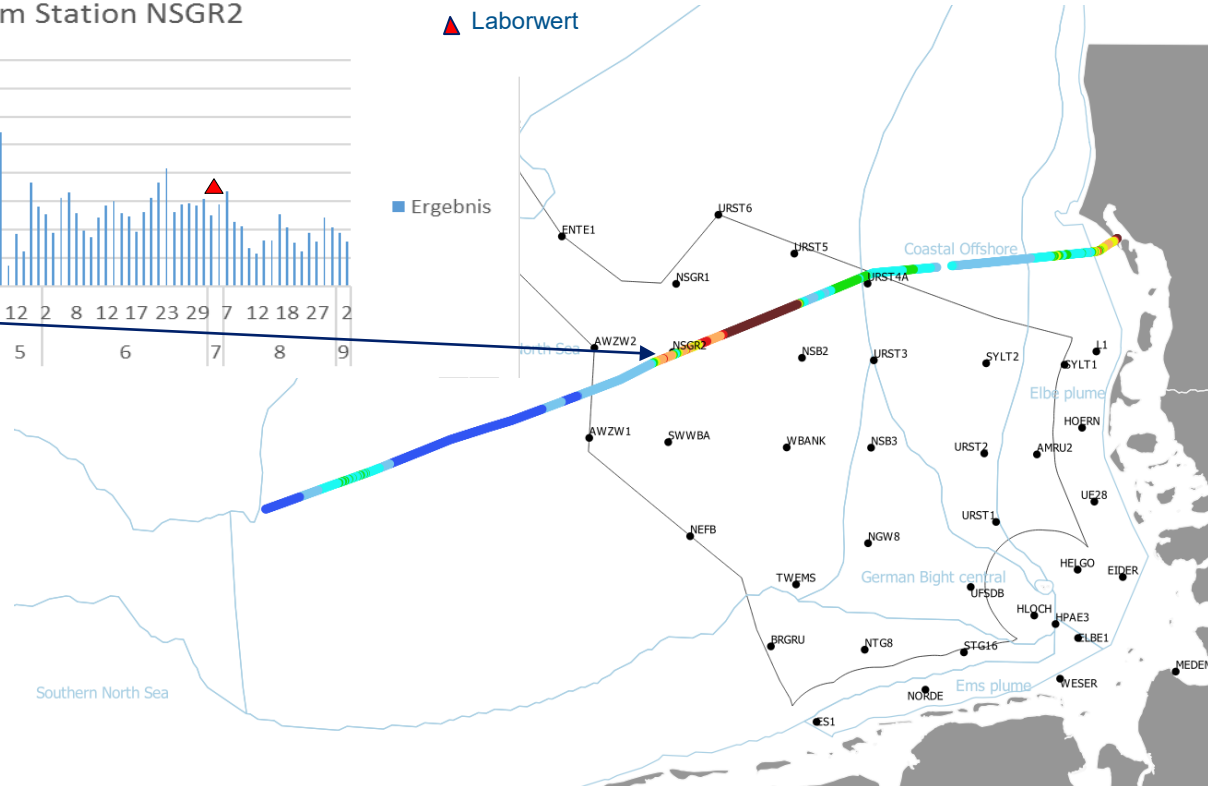 m Station NSGR2
Laborwert
Ergebnis
12 2 8 12 17 23 29 7 12 18 27 2
5 6 7 8 9
URST6
ENTE1
URST5
Coastal Offshore
NSGR1
URST4A
AWZW2
North Sea
NSGR2
NSB2
URST3
SYLT2
L1
SYLT1
Elbe plume
HOERN
AWZW1
SWWBA
WBANK
NSB3
URST2
AMRU2
UE28
URST1
NEFB
NGW8
HELGO
EIDER
TWEMS
German Bight central
UFSDB
HLOCH
HPAE3
ELBE1
BRGRU
NTG8
STG16
MEDEM
Southern North Sea
Ems plume
WESER
NORDE
ES1